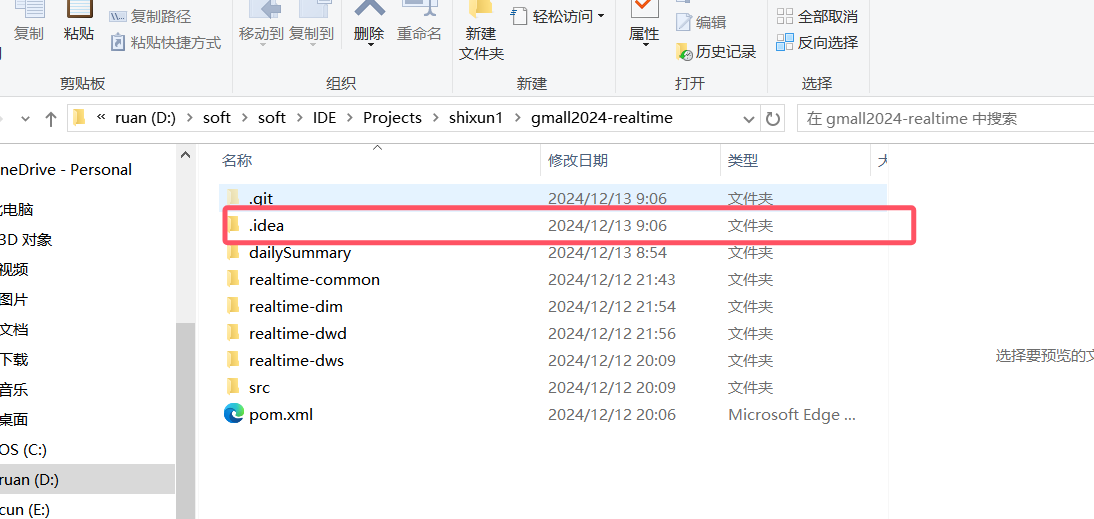 复制
粘贴
复制路径
粘贴快捷方式
剪贴板
移动到
复制到
删除
重命名
组织
新建
文件夹
轻松访问
新建
属性
编辑
历史记录
打开
全部取消
反向选择
选择
« ruan (D:) > soft > soft > IDE > Projects > shixun1 > gmall2024-realtime
在 gmall2024-realtime 中搜索
neDrive - Personal
电脑
3D 对象
视频
图片
文档
下载
音乐
桌面
OS (C:)
ruan (D:)
cun (E:)
名称 修改日期 类型
.git 2024/12/13 9:06 文件夹
.idea 2024/12/13 9:06 文件夹
dailySummary 2024/12/13 8:54 文件夹
realtime-common 2024/12/12 21:43 文件夹
realtime-dim 2024/12/12 21:54 文件夹
realtime-dwd 2024/12/12 21:56 文件夹
realtime-dws 2024/12/12 20:09 文件夹
src 2024/12/12 20:09 文件夹
pom.xml 2024/12/12 20:06 Microsoft Edge ...
选择要预览的文